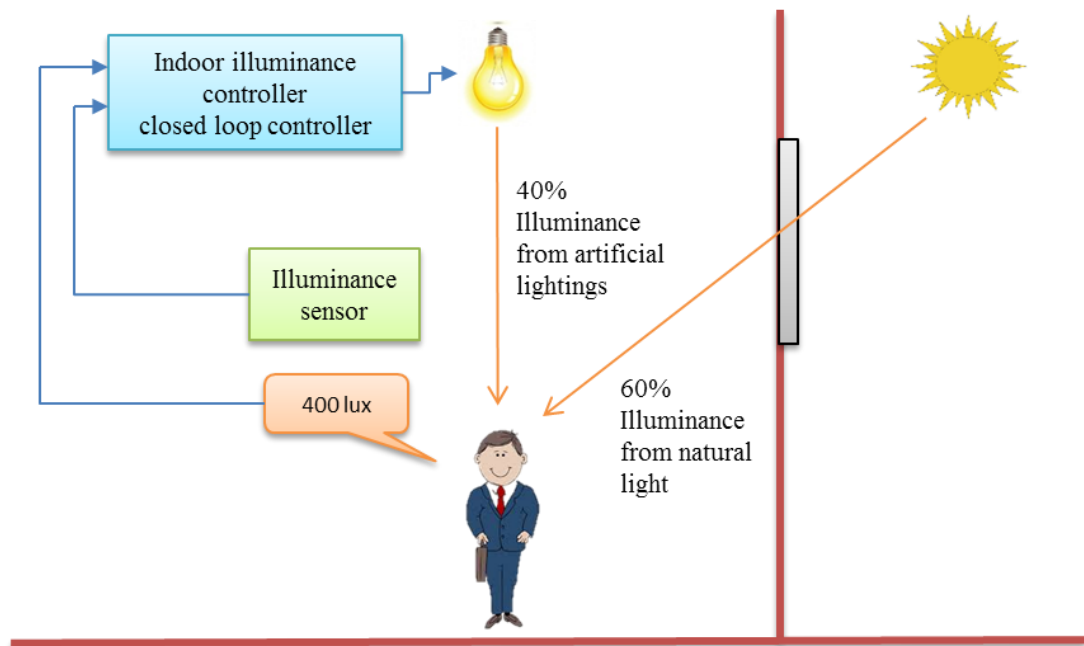 Indoor illuminance
controller
closed loop controller
40%
Illuminance
from artificial
lightings
Illuminance
sensor
400 lux
60%
Illuminance
from natural
light